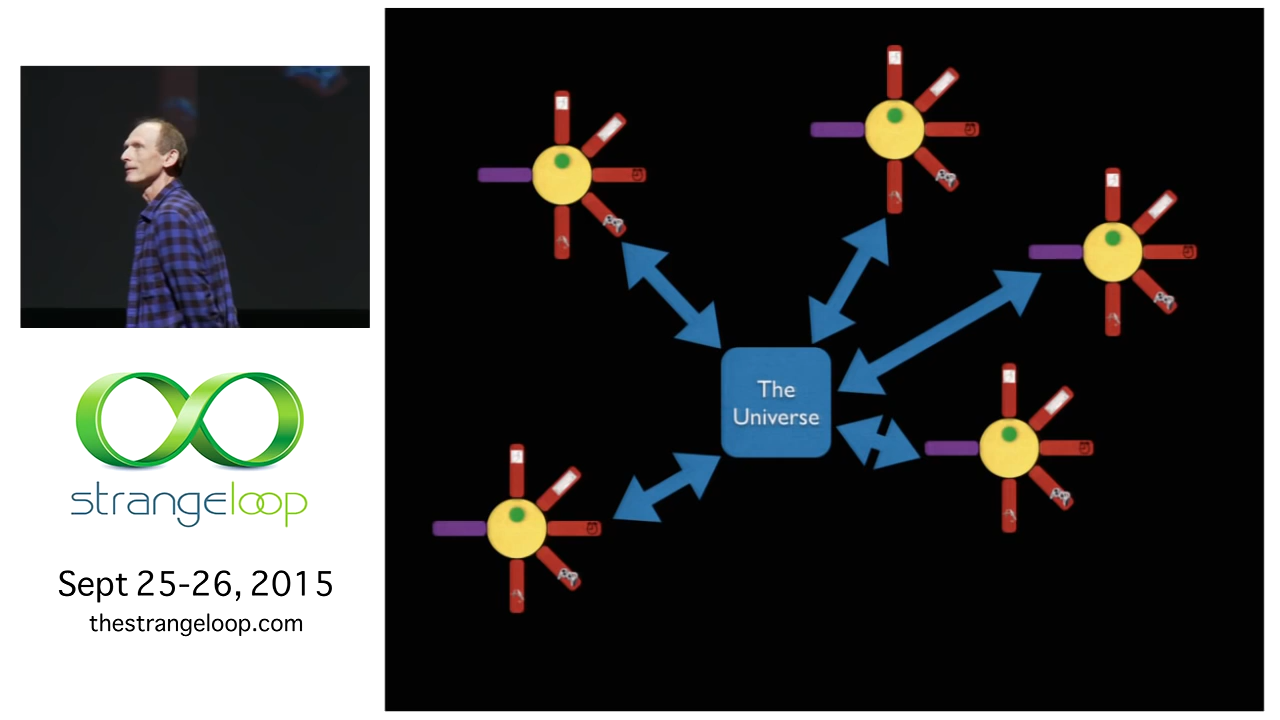 strangeloop
Sept 25-26, 2015
thestrangeloop.com
The
Universe